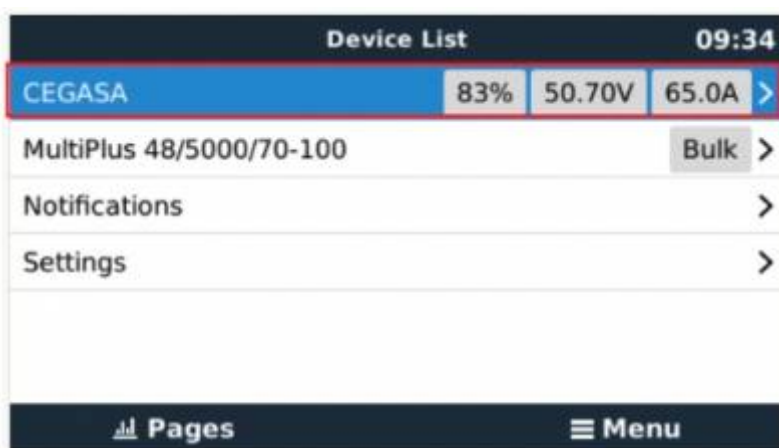 Device List 09:34
CEGASA 83% 50.70V 65.0A
MultiPlus 48/5000/70-100 Bulk
Notifications
Settings
Pages Menu